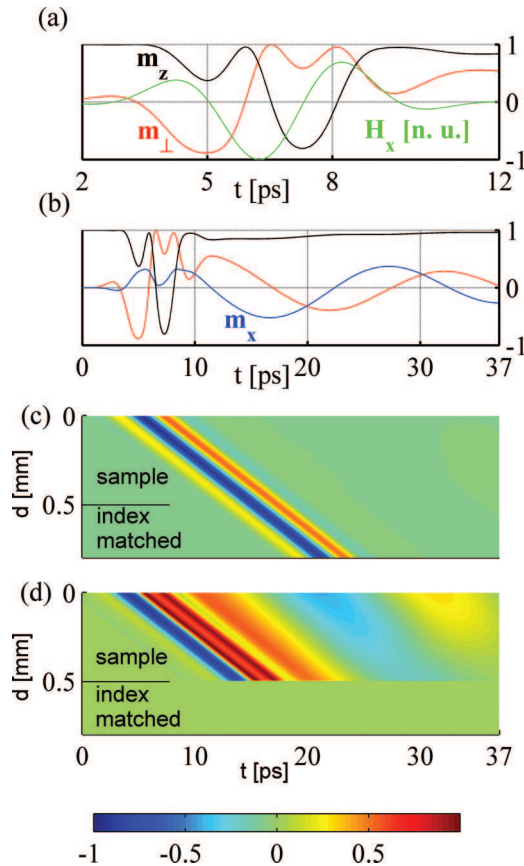 (a)
m_z
m_⊥
H_x [n. u.]
1
0
-1
2 5 8 12
t [ps]
(b)
m_x
1
0
-1
0 10 20 30 37
t [ps]
(c)
d [mm]
0
0.5
sample
index
matched
(d)
d [mm]
0
0.5
sample
index
matched
0 10 20 30 37
t [ps]
-1 -0.5 0 0.5